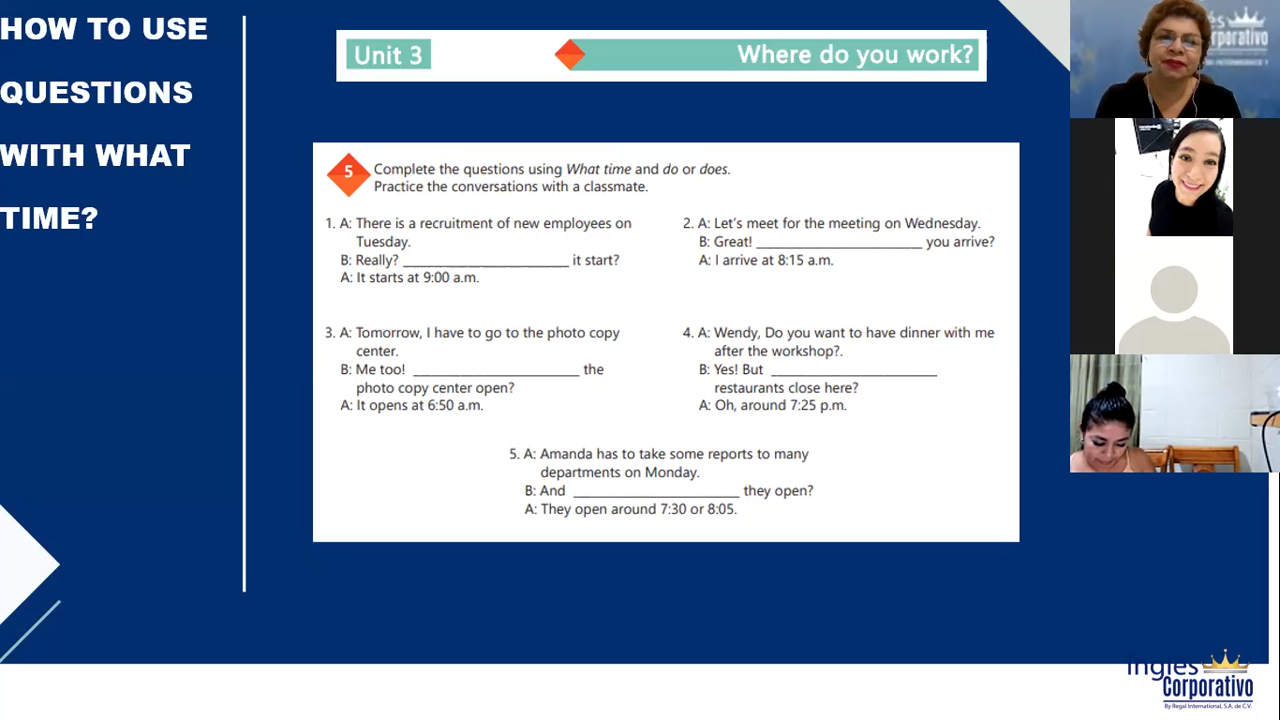 HOW TO USE
QUESTIONS
WITH WHAT
TIME?
Unit 3
Where do you work?
5
Complete the questions using What time and do or does.
Practice the conversations with a classmate.
1. A: There is a recruitment of new employees on
Tuesday.
B: Really? ______________________ it start?
A: It starts at 9:00 a.m.
2. A: Let's meet for the meeting on Wednesday.
B: Great! ______________________ you arrive?
A: I arrive at 8:15 a.m.
3. A: Tomorrow, I have to go to the photo copy
center.
B: Me too! ______________________ the
photo copy center open?
A: It opens at 6:50 a.m.
4. A: Wendy, Do you want to have dinner with me
after the workshop?.
B: Yes! But ______________________
restaurants close here?
A: Oh, around 7:25 p.m.
5. A: Amanda has to take some reports to many
departments on Monday.
B: And ______________________ they open?
A: They open around 7:30 or 8:05.
Inglés
Corporativo
By Regal International, S.A. de C.V.